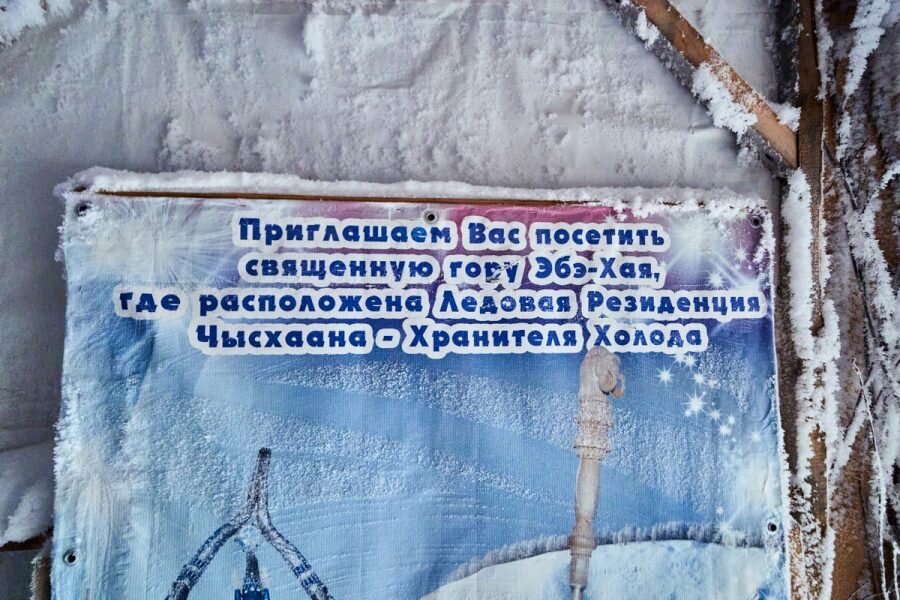 Приглашаем Вас посетить
священную гору Эбэ-Хая,
где расположена Ледовая Резиденция
Чысхаана - Хранителя Холода